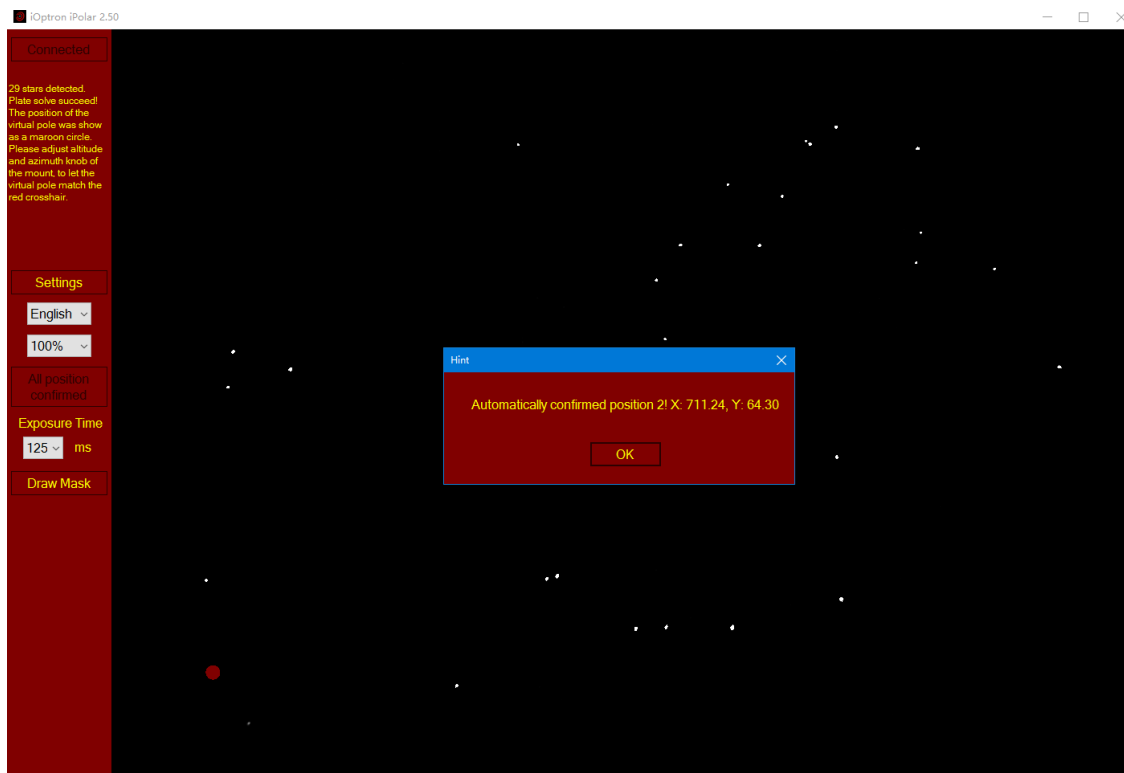 iOptron iPolar 2.50
Connected
29 stars detected.
Plate solve succeed!
The position of the
virtual pole was show
as a maroon circle.
Please adjust altitude
and azimuth knob of
the mount, to let the
virtual pole match the
red crosshair.
Settings
English
100%
All position
confirmed
Exposure Time
125 ms
Draw Mask
Hint
Automatically confirmed position 2! X: 711.24, Y: 64.30
OK